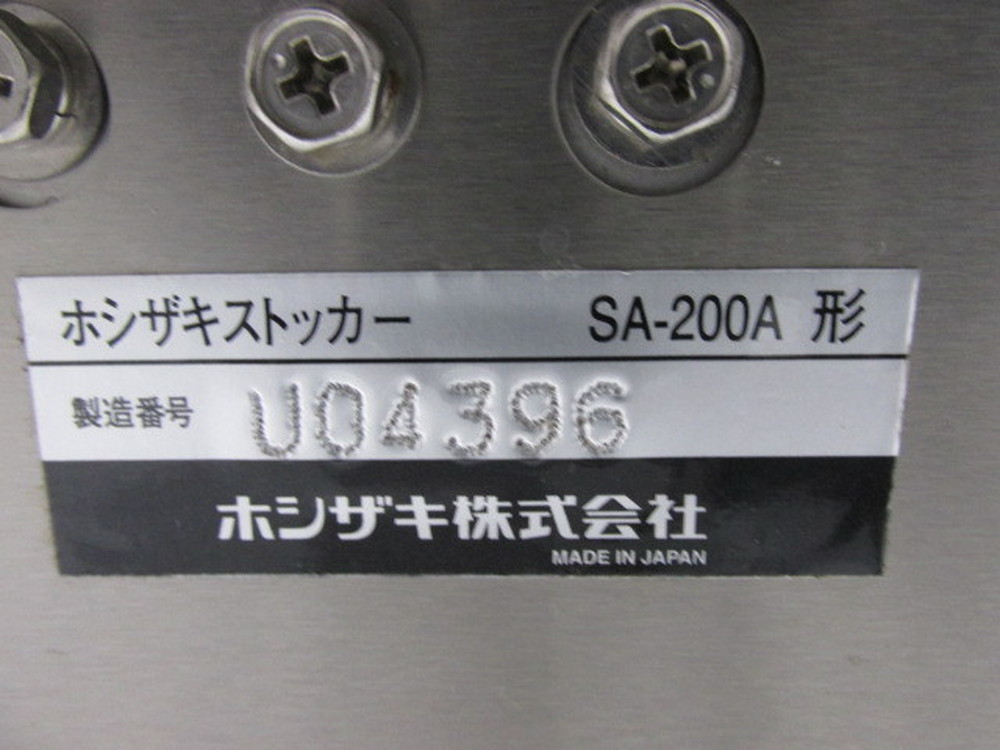 ホシザキストッカー SA-200A 形
製造番号 U04396
ホシザキ株式会社
MADE IN JAPAN